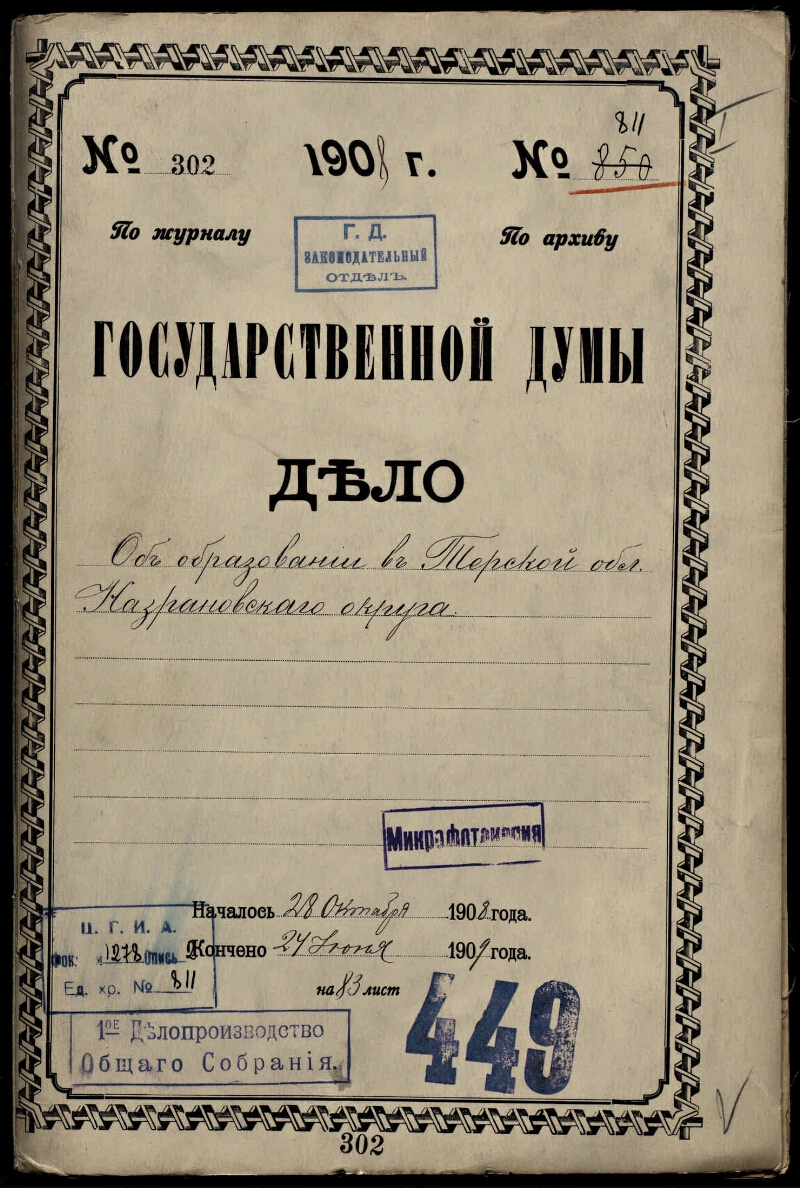 811
№ 302 1908 г. № 850
По журналу По архиву
Г. Д.
ЗАКОНОДАТЕЛЬНЫЙ
ОТДѢЛЪ.
ГОСУДАРСТВЕННОЙ ДУМЫ
ДѢЛО
Объ образованіи въ Терской обл.
Назрановскаго округа.
Микрофотокопия
Началось 28 Октября 1908 года.
Кончено 24 Іюня 1909 года.
на 83 лист
Ц. Г. И. А.
ФОН. 1278 Опись 2
Ед. хр. № 811
449
1ОЕ Дѣлопроизводство
Общаго Собранія.
302